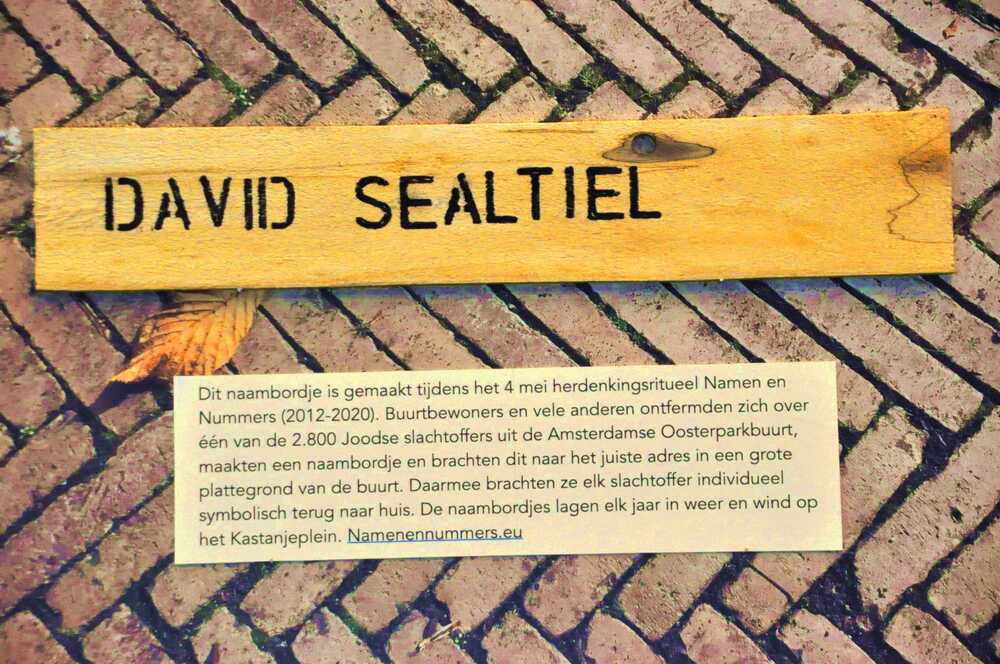 DAVID SEALTIEL
Dit naambordje is gemaakt tijdens het 4 mei herdenkingsritueel Namen en
Nummers (2012-2020). Buurtbewoners en vele anderen ontfermden zich over
één van de 2.800 Joodse slachtoffers uit de Amsterdamse Oosterparkbuurt,
maakten een naambordje en brachten dit naar het juiste adres in een grote
plattegrond van de buurt. Daarmee brachten ze elk slachtoffer individueel
symbolisch terug naar huis. De naambordjes lagen elk jaar in weer en wind op
het Kastanjeplein. Namenennummers.eu